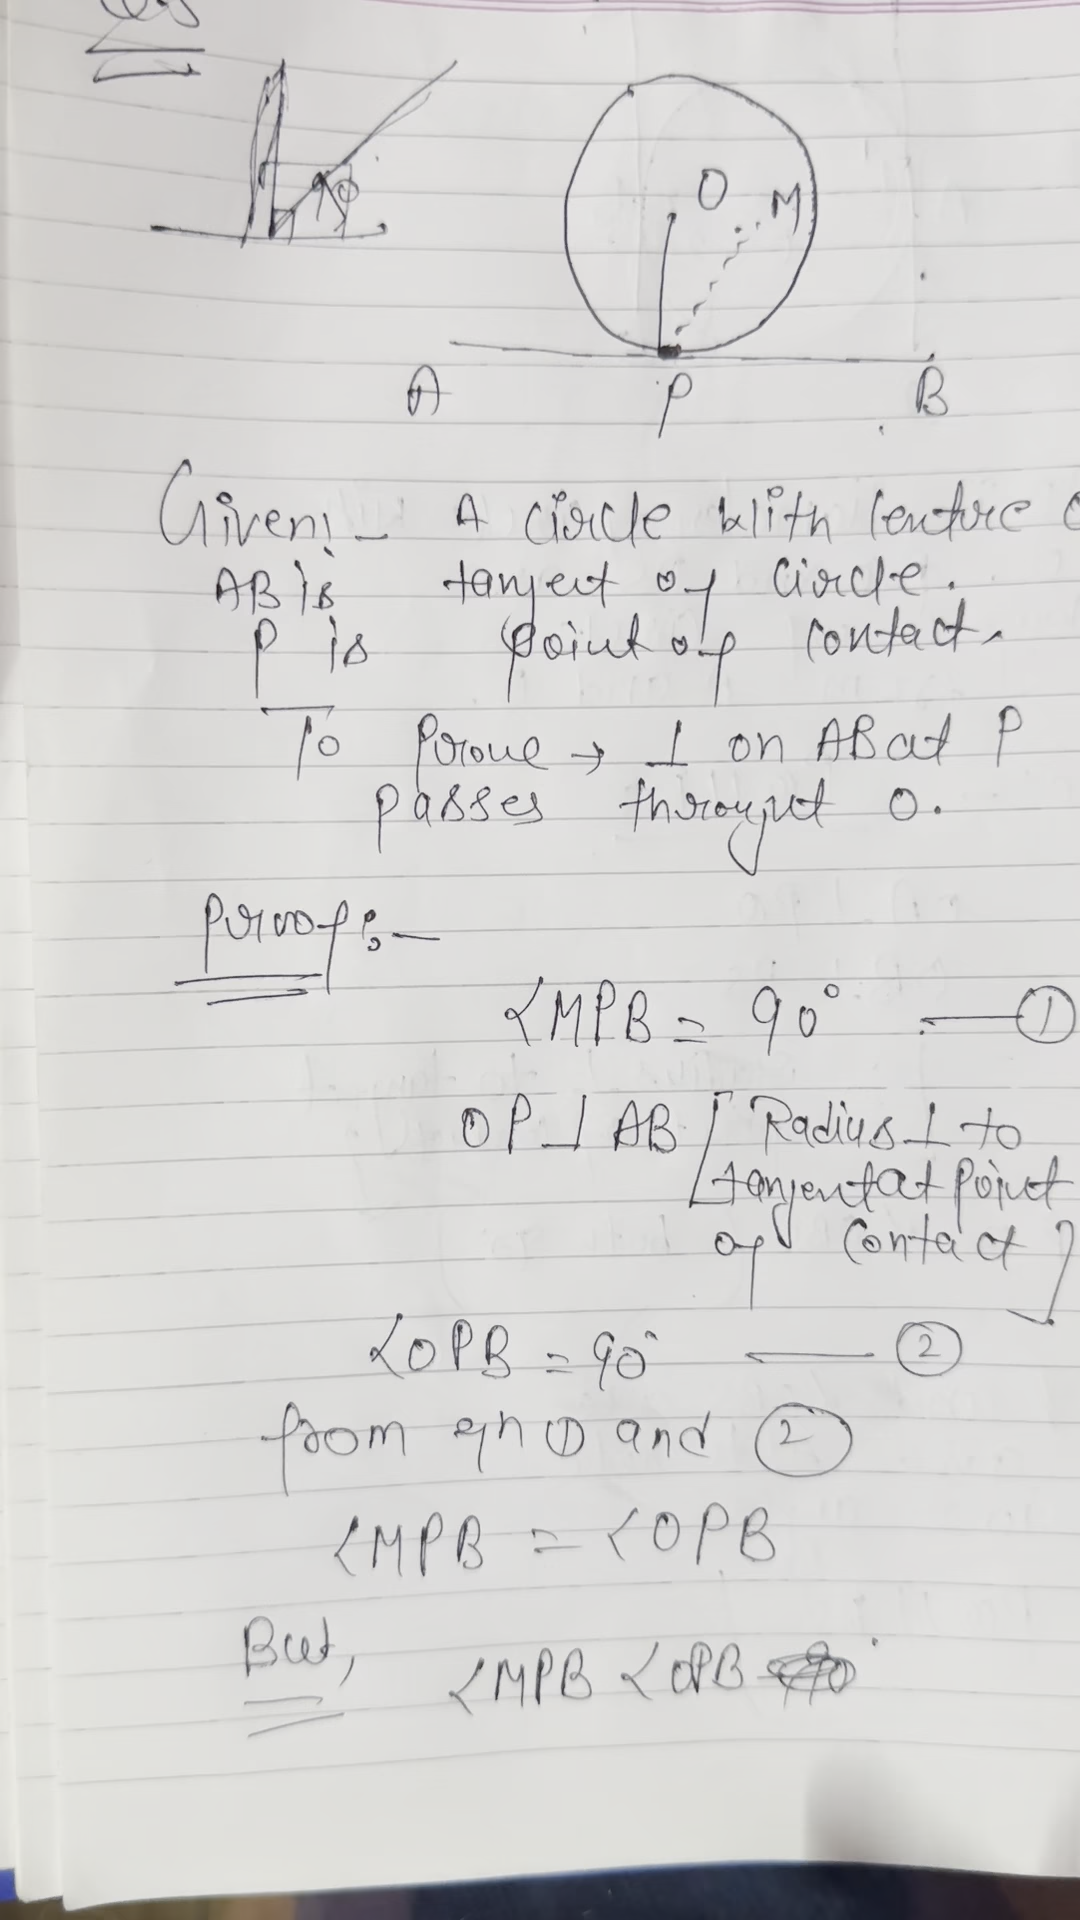 O
M
A
P
B
Given:- A circle with centre O
AB is tangent of circle.
P is point of contact.
To Prove → ⊥ on AB at P
passes through O.
Proof:-
∠MPB = 90° — ①
OP ⊥ AB [Radius ⊥ to
tangent at point
of contact]
∠OPB = 90° — ②
from eqn ① and ②
∠MPB = ∠OPB
But, ∠MPB < OPB